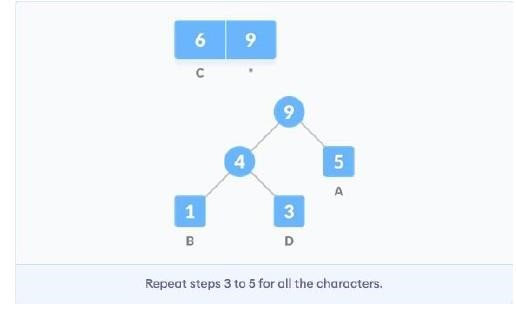 6 9
C *
9
4 5
A
1 3
B D
Repeat steps 3 to 5 for all the characters.